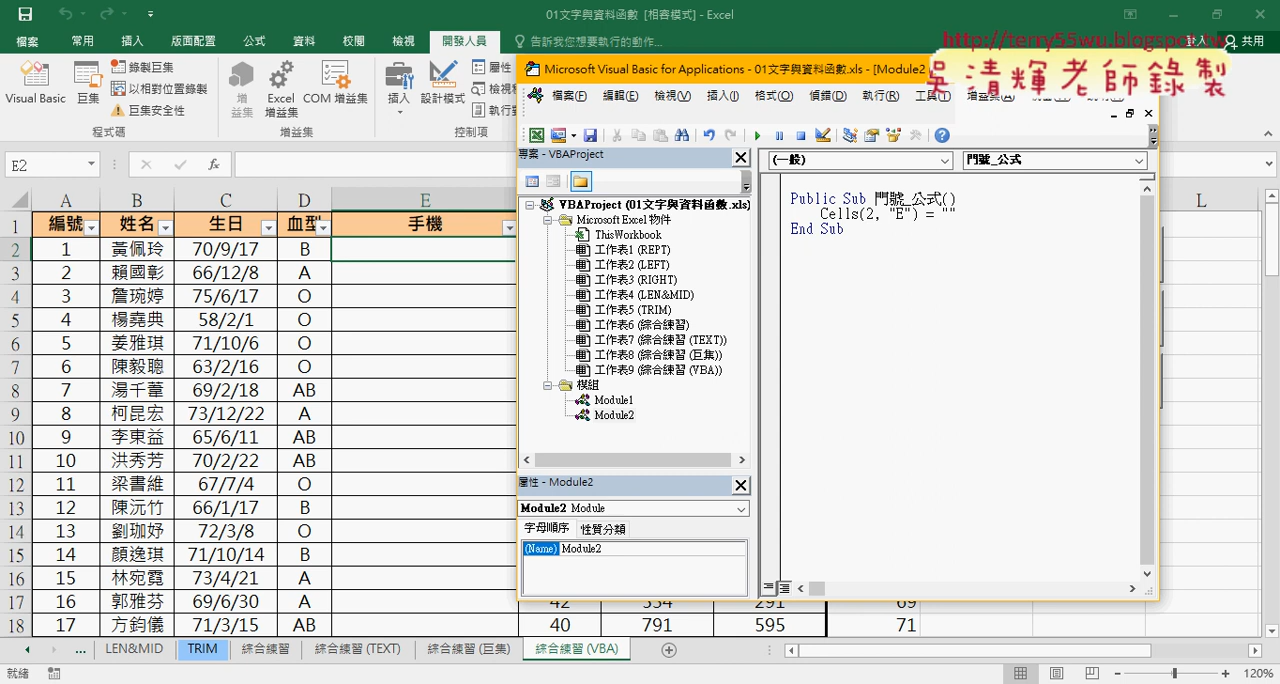 01文字與資料函數 [相容模式] - Excel
檔案 常用 插入 版面配置 公式 資料 校閱 檢視 開發人員 告訴我您想要執行的動作... 登入 共用
http://terry55wu.blogspot.tw
吳清輝老師錄製
Visual Basic 巨集 錄製巨集 以相對位置錄製 巨集安全性 增益集 Excel 增益集 COM 增益集 插入 設計模式 屬性
程式碼 增益集 控制項
E2 fx
Microsoft Visual Basic for Applications - 01文字與資料函數.xls - [Module2
檔案(F) 編輯(E) 檢視(V) 插入(I) 格式(O) 偵錯(D) 執行(R) 工具(T)
專案 - VBAProject
(一般) 門號_公式
VBAProject (01文字與資料函數.xls)
Microsoft Excel 物件
ThisWorkbook
工作表1 (REPT)
工作表2 (LEFT)
工作表3 (RIGHT)
工作表4 (LEN&MID)
工作表5 (TRIM)
工作表6 (綜合練習)
工作表7 (綜合練習 (TEXT))
工作表8 (綜合練習 (巨集))
工作表9 (綜合練習 (VBA))
模組
Module1
Module2
屬性 - Module2
Module2 Module
字母順序 性質分類
(Name) Module2
Public Sub 門號_公式()
Cells(2, "E") = ""
End Sub
A B C D E L
1 編號 姓名 生日 血型 手機
2 1 黃佩玲 70/9/17 B
3 2 賴國彰 66/12/8 A
4 3 詹琬婷 75/6/17 O
5 4 楊堯典 58/2/1 O
6 5 姜雅琪 71/10/6 O
7 6 陳毅聰 63/2/16 O
8 7 湯千蕾 69/2/18 AB
9 8 柯昆宏 73/12/22 A
10 9 李東益 65/6/11 AB
11 10 洪秀芳 70/2/22 AB
12 11 梁書維 67/7/4 O
13 12 陳沅竹 66/1/17 B
14 13 劉珈妤 72/3/8 O
15 14 顏逸琪 71/10/14 B
16 15 林宛霓 73/4/21 A
17 16 郭雅芬 69/6/30 A 42 334 291 69
18 17 方鈞儀 71/3/15 AB 40 791 595 71
... LEN&MID TRIM 綜合練習 綜合練習 (TEXT) 綜合練習 (巨集) 綜合練習 (VBA)
就緒 120%